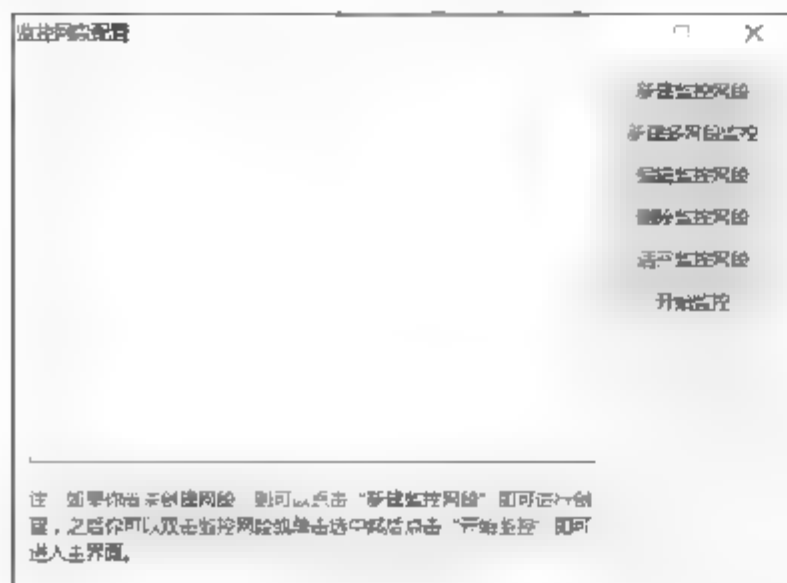 监控网段配置
新建监控网段
新建多网段监控
编辑监控网段
删除监控网段
清空监控网段
开始监控
注：如果你尚未创建网段，则可以点击“新建监控网段”即可进行创
建，之后你可以双击监控网段或单击选中然后点击“开始监控”即可
进入主界面。